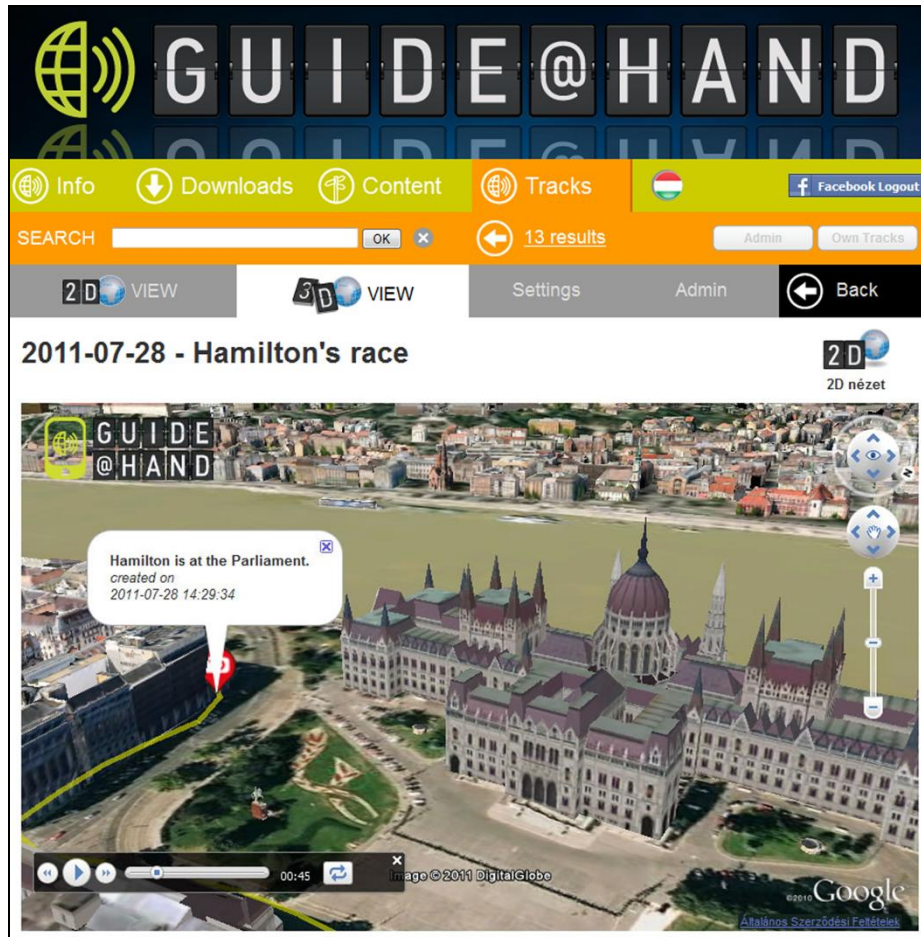 GUIDE@HAND
Info Downloads Content Tracks f Facebook Logout
SEARCH OK 13 results Admin Own Tracks
2D VIEW 3D VIEW Settings Admin Back
2011-07-28 - Hamilton's race
2D
2D nézet
GUIDE
@HAND
Hamilton is at the Parliament.
created on
2011-07-28 14:29:34
00:45
Image © 2011 DigitalGlobe
©2010 Google
Általános Szerződési Feltételek